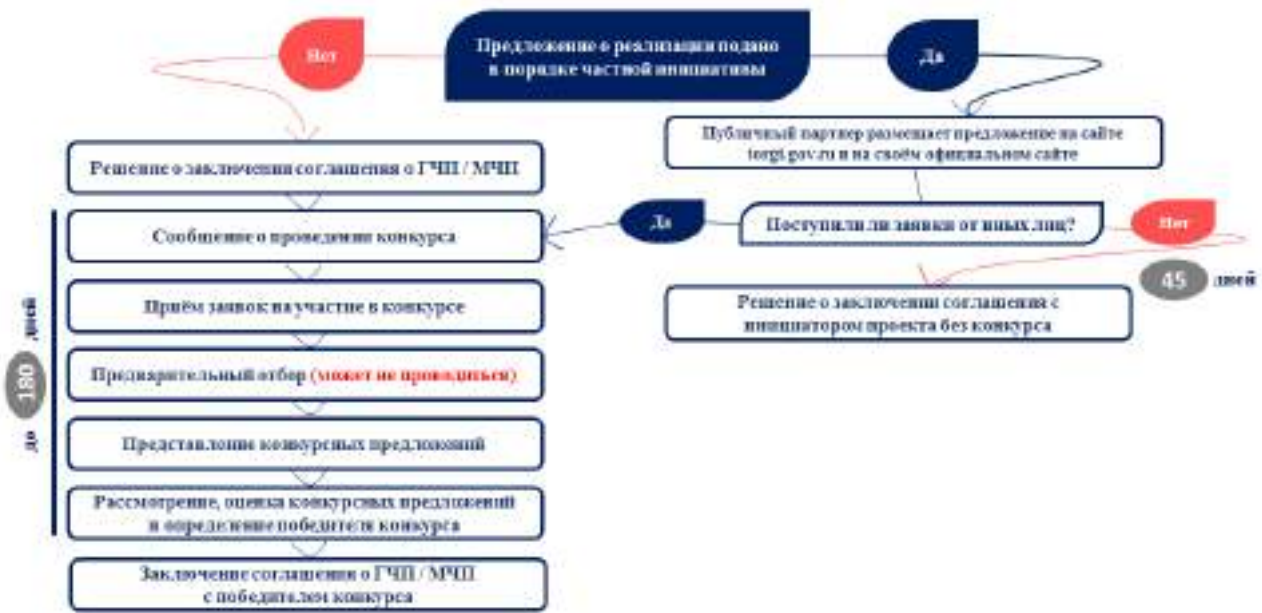 Предложение о реализации подано
в порядке частной инициативы
Нет
Да
Публичный партнер размещает предложение на сайте
torgi.gov.ru и на своём официальном сайте
Решение о заключении соглашения о ГЧП / МЧП
Поступили ли заявки от иных лиц?
Да
Нет
Сообщение о проведении конкурса
45 дней
Решение о заключении соглашения с
инициатором проекта без конкурса
Приём заявок на участие в конкурсе
Предварительный отбор (может не проводиться)
до 180 дней
Представление конкурсных предложений
Рассмотрение, оценка конкурсных предложений
и определение победителя конкурса
Заключение соглашения о ГЧП / МЧП
с победителем конкурса